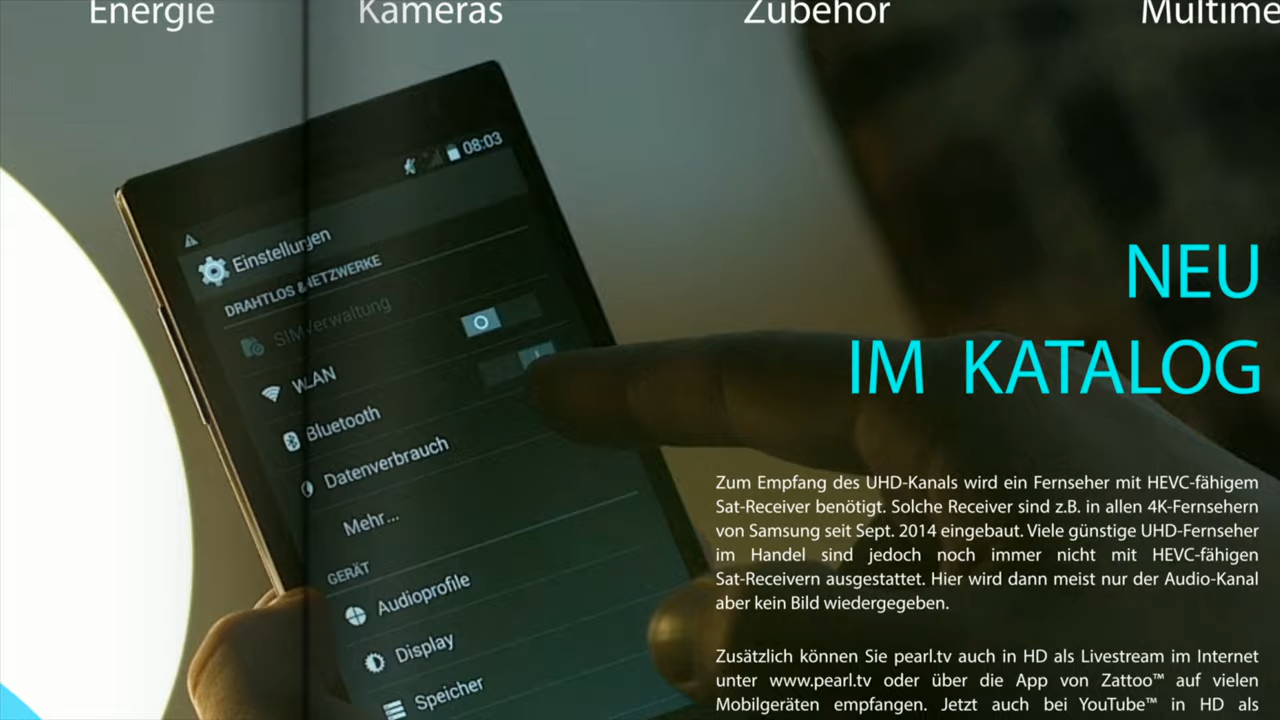 Energie Kameras Zubehör Multime
08:03
Einstellungen
DRAHTLOS & NETZWERKE
SIM-Verwaltung
WLAN
Bluetooth
Datenverbrauch
Mehr...
GERÄT
Audioprofile
Display
Speicher
NEU
IM KATALOG
Zum Empfang des UHD-Kanals wird ein Fernseher mit HEVC-fähigem
Sat-Receiver benötigt. Solche Receiver sind z.B. in allen 4K-Fernsehern
von Samsung seit Sept. 2014 eingebaut. Viele günstige UHD-Fernseher
im Handel sind jedoch noch immer nicht mit HEVC-fähigen
Sat-Receivern ausgestattet. Hier wird dann meist nur der Audio-Kanal
aber kein Bild wiedergegeben.
Zusätzlich können Sie pearl.tv auch in HD als Livestream im Internet
unter www.pearl.tv oder über die App von Zattoo™ auf vielen
Mobilgeräten empfangen. Jetzt auch bei YouTube™ in HD als